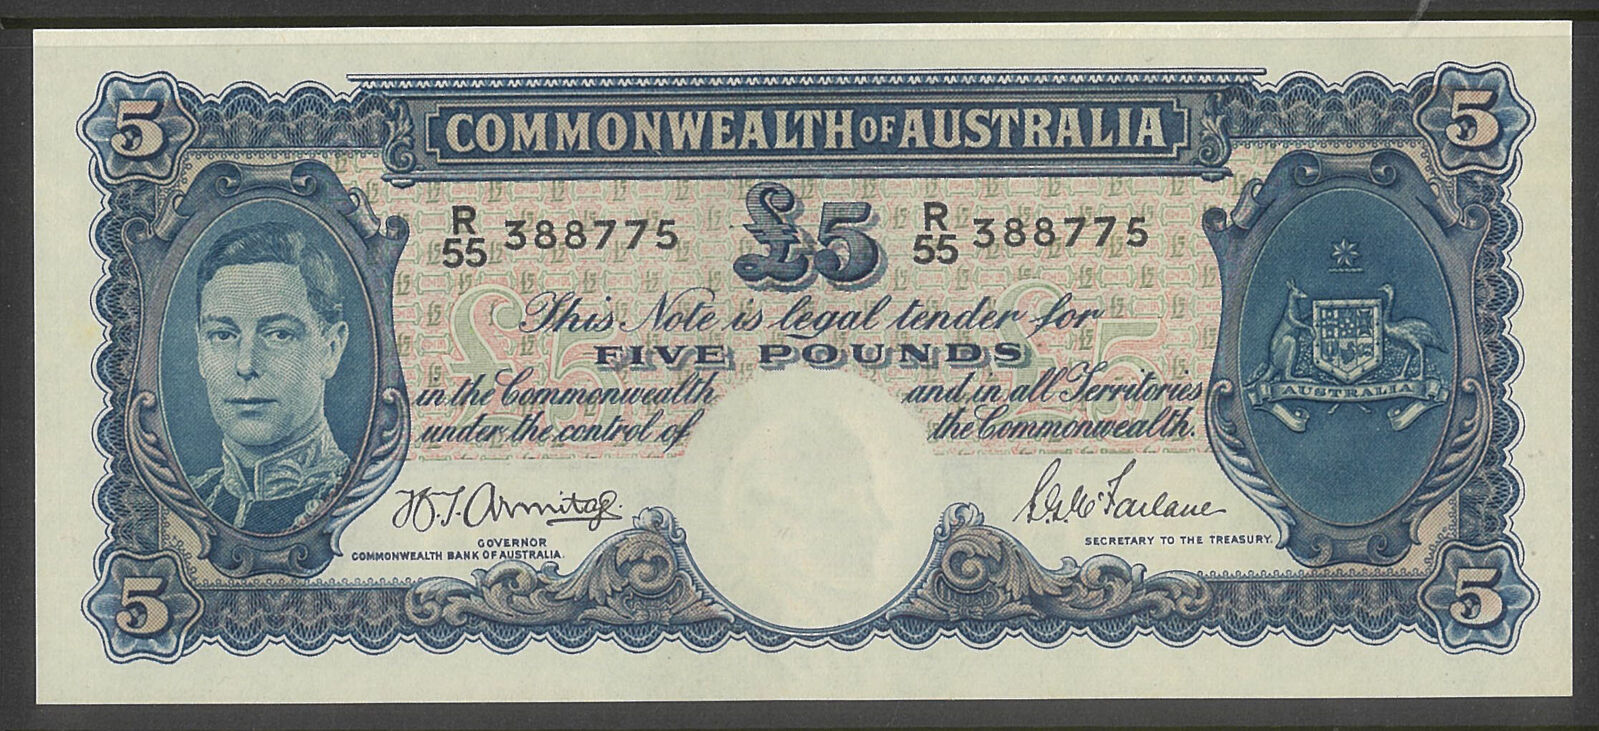 COMMONWEALTH OF AUSTRALIA
5
5
R
55 388775
£5
R
55 388775
This Note is legal tender for
FIVE POUNDS
in the Commonwealth
and in all Territories
under the control of
the Commonwealth.
AUSTRALIA
H.T. Armitage
S.G. McFarlane
GOVERNOR
COMMONWEALTH BANK OF AUSTRALIA.
SECRETARY TO THE TREASURY.
5
5